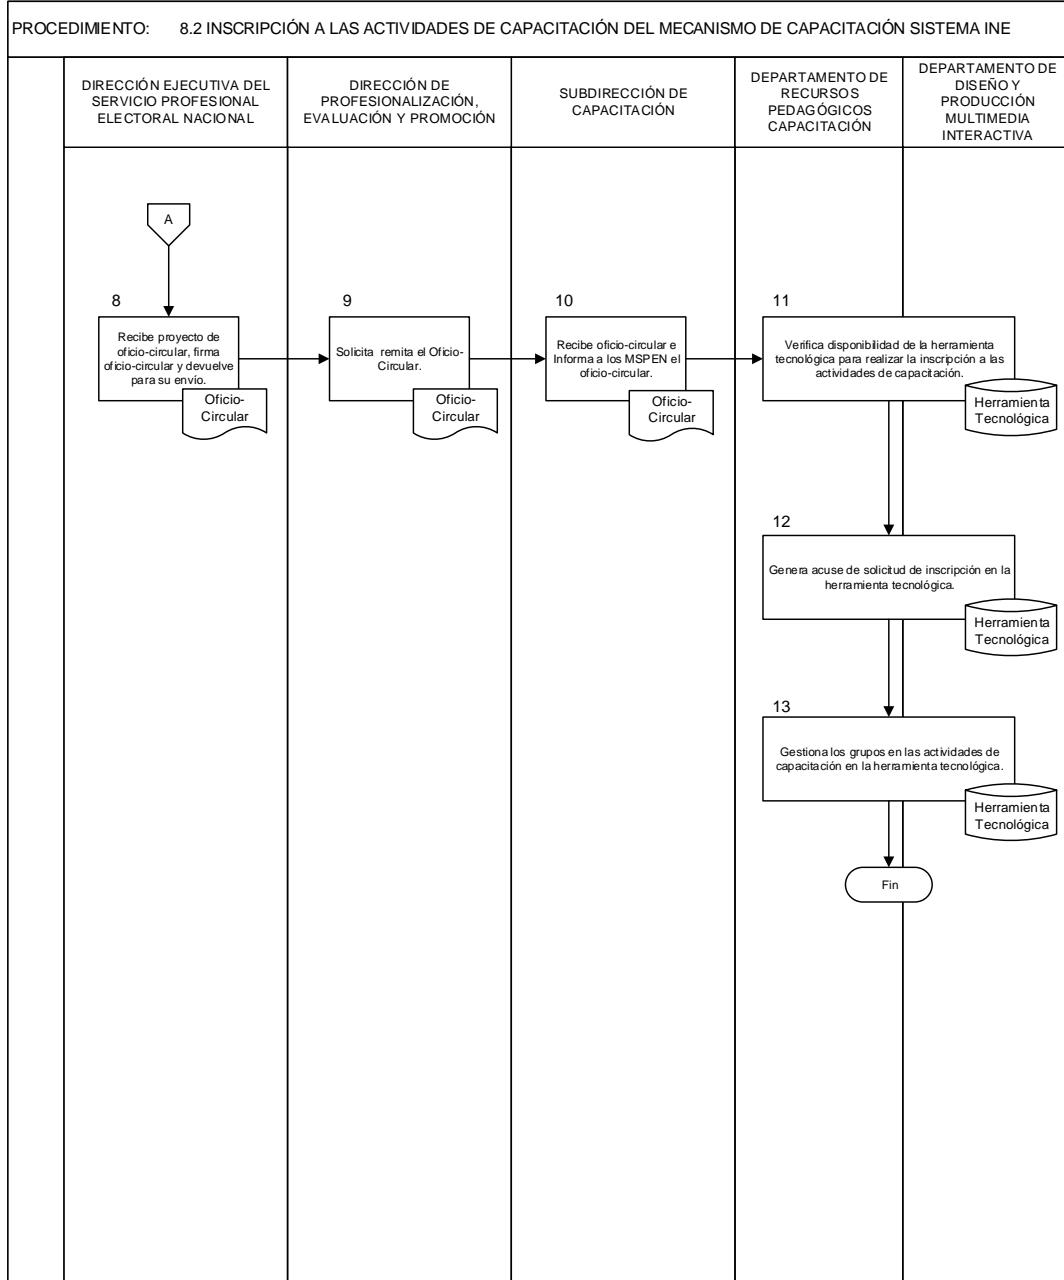 PROCEDIMIENTO: 8.2 INSCRIPCIÓN A LAS ACTIVIDADES DE CAPACITACIÓN DEL MECANISMO DE CAPACITACIÓN SISTEMA INE
DIRECCIÓN EJECUTIVA DEL
SERVICIO PROFESIONAL
ELECTORAL NACIONAL
DIRECCIÓN DE
PROFESIONALIZACIÓN,
EVALUACIÓN Y PROMOCIÓN
SUBDIRECCIÓN DE
CAPACITACIÓN
DEPARTAMENTO DE
RECURSOS
PEDAGÓGICOS
CAPACITACIÓN
DEPARTAMENTO DE
DISEÑO Y
PRODUCCIÓN
MULTIMEDIA
INTERACTIVA
A
8
Recibe proyecto de
oficio-circular, firma
oficio-circular y devuelve
para su envío.
Oficio-
Circular
9
Solicita remita el Oficio-
Circular.
Oficio-
Circular
10
Recibe oficio-circular e
Informa a los MSPEN el
oficio-circular.
Oficio-
Circular
11
Verifica disponibilidad de la herramienta
tecnológica para realizar la inscripción a las
actividades de capacitación.
Herramienta
Tecnológica
12
Genera acuse de solicitud de inscripción en la
herramienta tecnológica.
Herramienta
Tecnológica
13
Gestiona los grupos en las actividades de
capacitación en la herramienta tecnológica.
Herramienta
Tecnológica
Fin